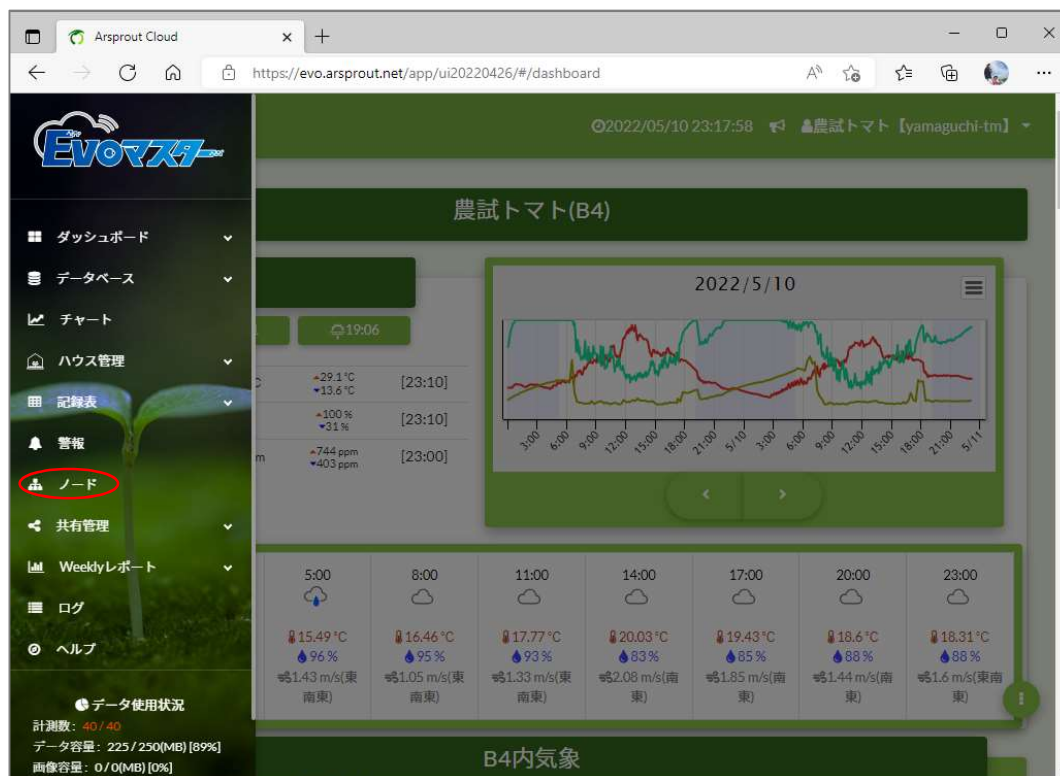 Arsprout Cloud
https://evo.arsprout.net/app/ui20220426/#/dashboard
Evoマスター
2022/05/10 23:17:58 農試トマト【yamaguchi-tm】
農試トマト(B4)
ダッシュボード
データベース
チャート
ハウス管理
記録表
警報
ノード
共有管理
Weeklyレポート
ログ
ヘルプ
データ使用状況
計測数: 40/40
データ容量: 225/250(MB) [89%]
画像容量: 0/0(MB) [0%]
19:06
29.1℃
13.6℃
[23:10]
100 %
31 %
[23:10]
744 ppm
403 ppm
[23:00]
2022/5/10
3:00 6:00 9:00 12:00 15:00 18:00 21:00 5/10 3:00 6:00 9:00 12:00 15:00 18:00 21:00 5/11
5:00 8:00 11:00 14:00 17:00 20:00 23:00
15.49 ℃ 16.46 ℃ 17.77 ℃ 20.03 ℃ 19.43 ℃ 18.6 ℃ 18.31 ℃
96 % 95 % 93 % 83 % 85 % 88 % 88 %
1.43 m/s(東 1.05 m/s(東 1.33 m/s(東 2.08 m/s(南 1.85 m/s(南 1.44 m/s(南 1.6 m/s(東南
南東) 南東) 南東) 東) 東) 東) 東)
B4内気象